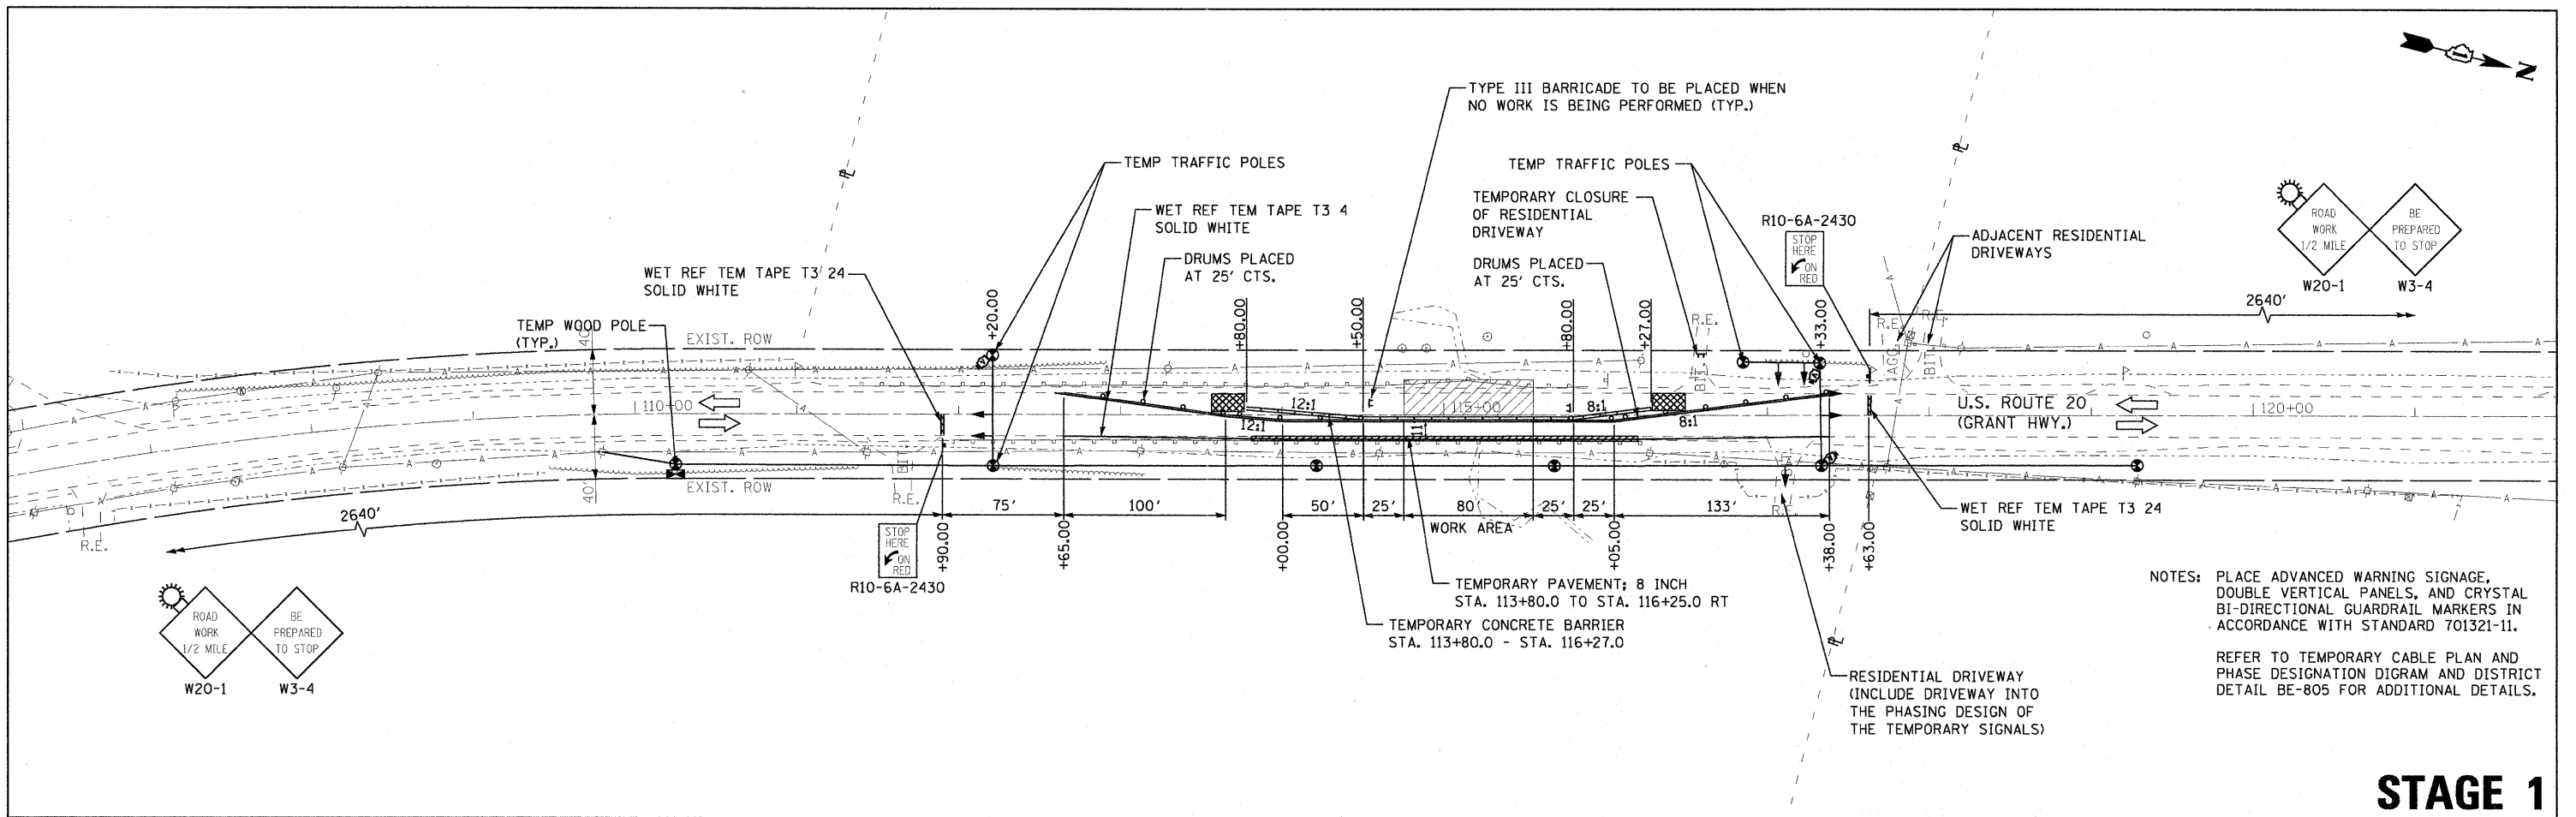 N
TYPE III BARRICADE TO BE PLACED WHEN
NO WORK IS BEING PERFORMED (TYP.)
TEMP TRAFFIC POLES
TEMP TRAFFIC POLES
WET REF TEM TAPE T3 4
SOLID WHITE
TEMPORARY CLOSURE
OF RESIDENTIAL
DRIVEWAY
R10-6A-2430
STOP
HERE
ON
RED
ADJACENT RESIDENTIAL
DRIVEWAYS
ROAD
WORK
1/2 MILE
BE
PREPARED
TO STOP
W20-1
W3-4
DRUMS PLACED
AT 25' CTS.
DRUMS PLACED
AT 25' CTS.
WET REF TEM TAPE T3 24
SOLID WHITE
TEMP WOOD POLE
(TYP.)
EXIST. ROW
40'
+20.00
+80.00
+50.00
+80.00
+27.00
+33.00
2640'
R.E.
R.E.
R.E.
BIT
AGG
BIT
110+00
12:1
115+00
8:1
U.S. ROUTE 20
(GRANT HWY.)
120+00
12:1
11'
8:1
BIT
R.E.
EXIST. ROW
40'
R.E.
R.E.
2640'
75'
100'
50'
25'
80'
25'
25'
133'
WORK AREA
STOP
HERE
ON
RED
R10-6A-2430
+90.00
+65.00
+00.00
+05.00
+38.00
+63.00
WET REF TEM TAPE T3 24
SOLID WHITE
TEMPORARY PAVEMENT; 8 INCH
STA. 113+80.0 TO STA. 116+25.0 RT
TEMPORARY CONCRETE BARRIER
STA. 113+80.0 - STA. 116+27.0
ROAD
WORK
1/2 MILE
BE
PREPARED
TO STOP
W20-1
W3-4
RESIDENTIAL DRIVEWAY
(INCLUDE DRIVEWAY INTO
THE PHASING DESIGN OF
THE TEMPORARY SIGNALS)
NOTES: PLACE ADVANCED WARNING SIGNAGE,
DOUBLE VERTICAL PANELS, AND CRYSTAL
BI-DIRECTIONAL GUARDRAIL MARKERS IN
ACCORDANCE WITH STANDARD 701321-11.
REFER TO TEMPORARY CABLE PLAN AND
PHASE DESIGNATION DIGRAM AND DISTRICT
DETAIL BE-805 FOR ADDITIONAL DETAILS.
STAGE 1